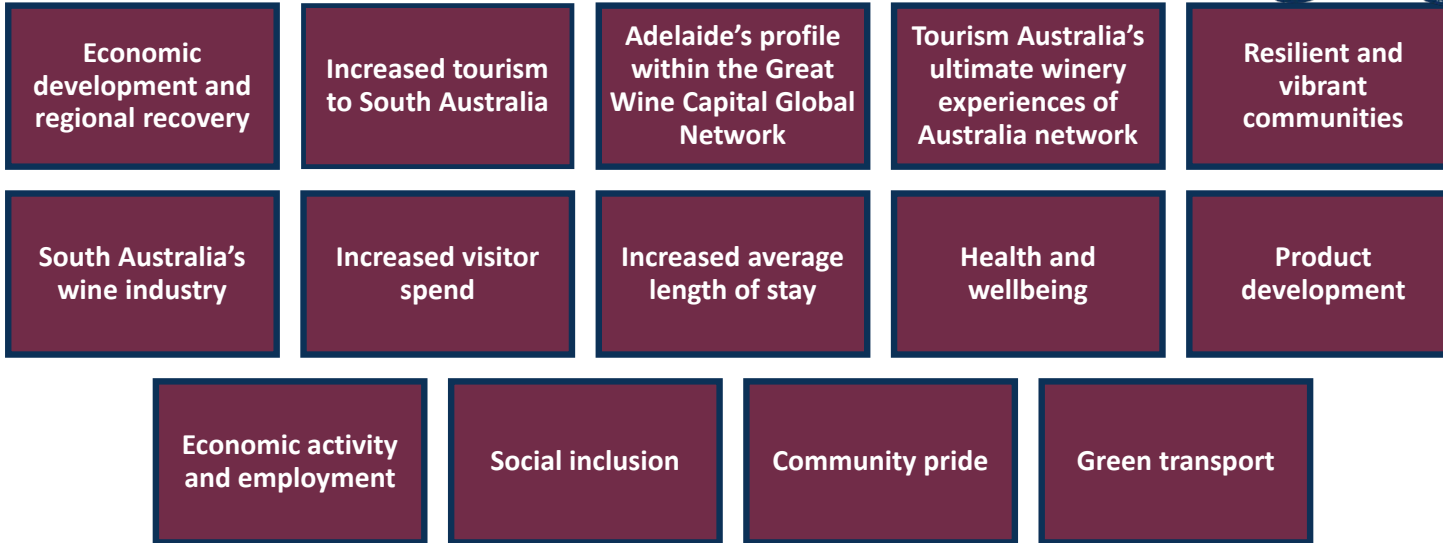 Economic
development and
regional recovery
Increased tourism
to South Australia
Adelaide’s profile
within the Great
Wine Capital Global
Network
Tourism Australia’s
ultimate winery
experiences of
Australia network
Resilient and
vibrant
communities
South Australia’s
wine industry
Increased visitor
spend
Increased average
length of stay
Health and
wellbeing
Product
development
Economic activity
and employment
Social inclusion
Community pride
Green transport